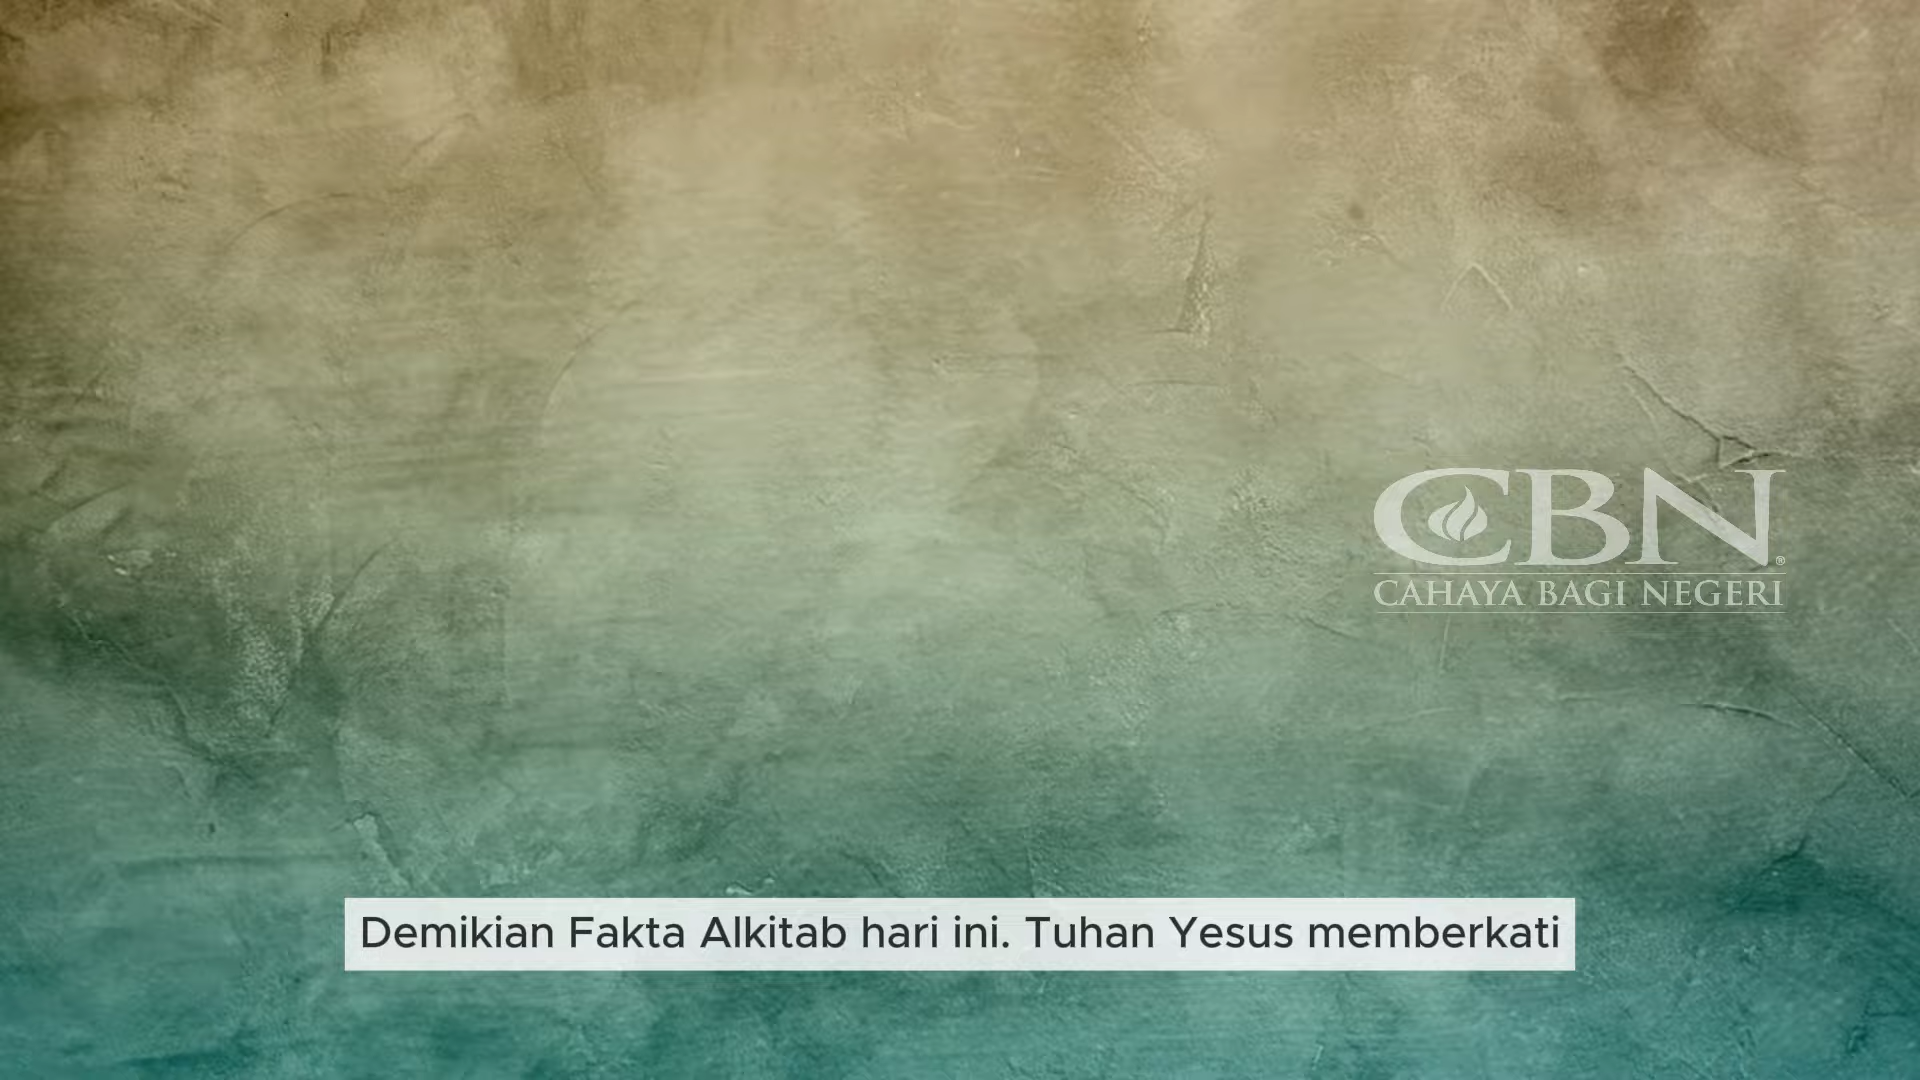 CBN®
CAHAYA BAGI NEGERI
Demikian Fakta Alkitab hari ini. Tuhan Yesus memberkati